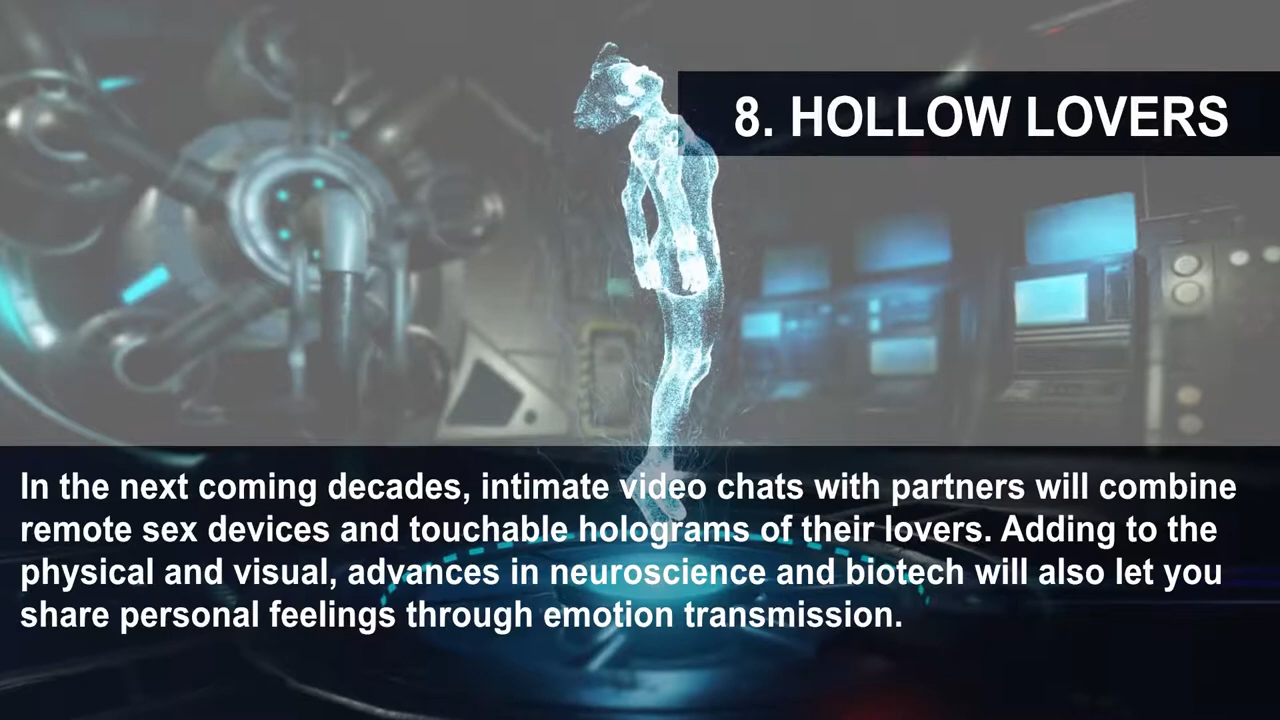 8. HOLLOW LOVERS
In the next coming decades, intimate video chats with partners will combine
remote sex devices and touchable holograms of their lovers. Adding to the
physical and visual, advances in neuroscience and biotech will also let you
share personal feelings through emotion transmission.